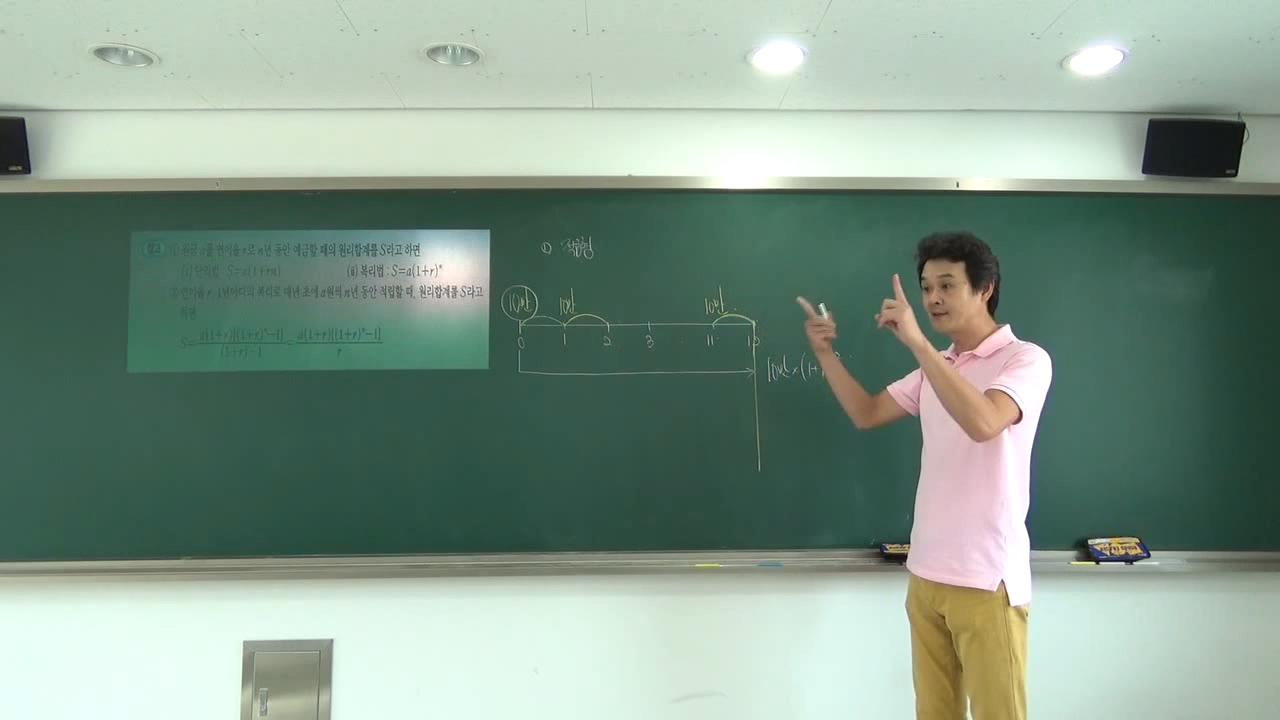 참고 (1) 원금 a를 연이율 r로 n년 동안 예금할 때의 원리합계를 S라고 하면
(i) 단리법 : S=a(1+rn) (ii) 복리법 : S=a(1+r)ⁿ
연이율 r, 1년마다의 복리로 매년 초에 a원씩 n년 동안 적립할 때, 원리합계를 S라고
하면
S=a(1+r){(1+r)ⁿ-1}/(1+r)-1=a(1+r){(1+r)ⁿ-1}/r
① 적립
10만 10만 10만
0 1 2 3 11
10만×(1+